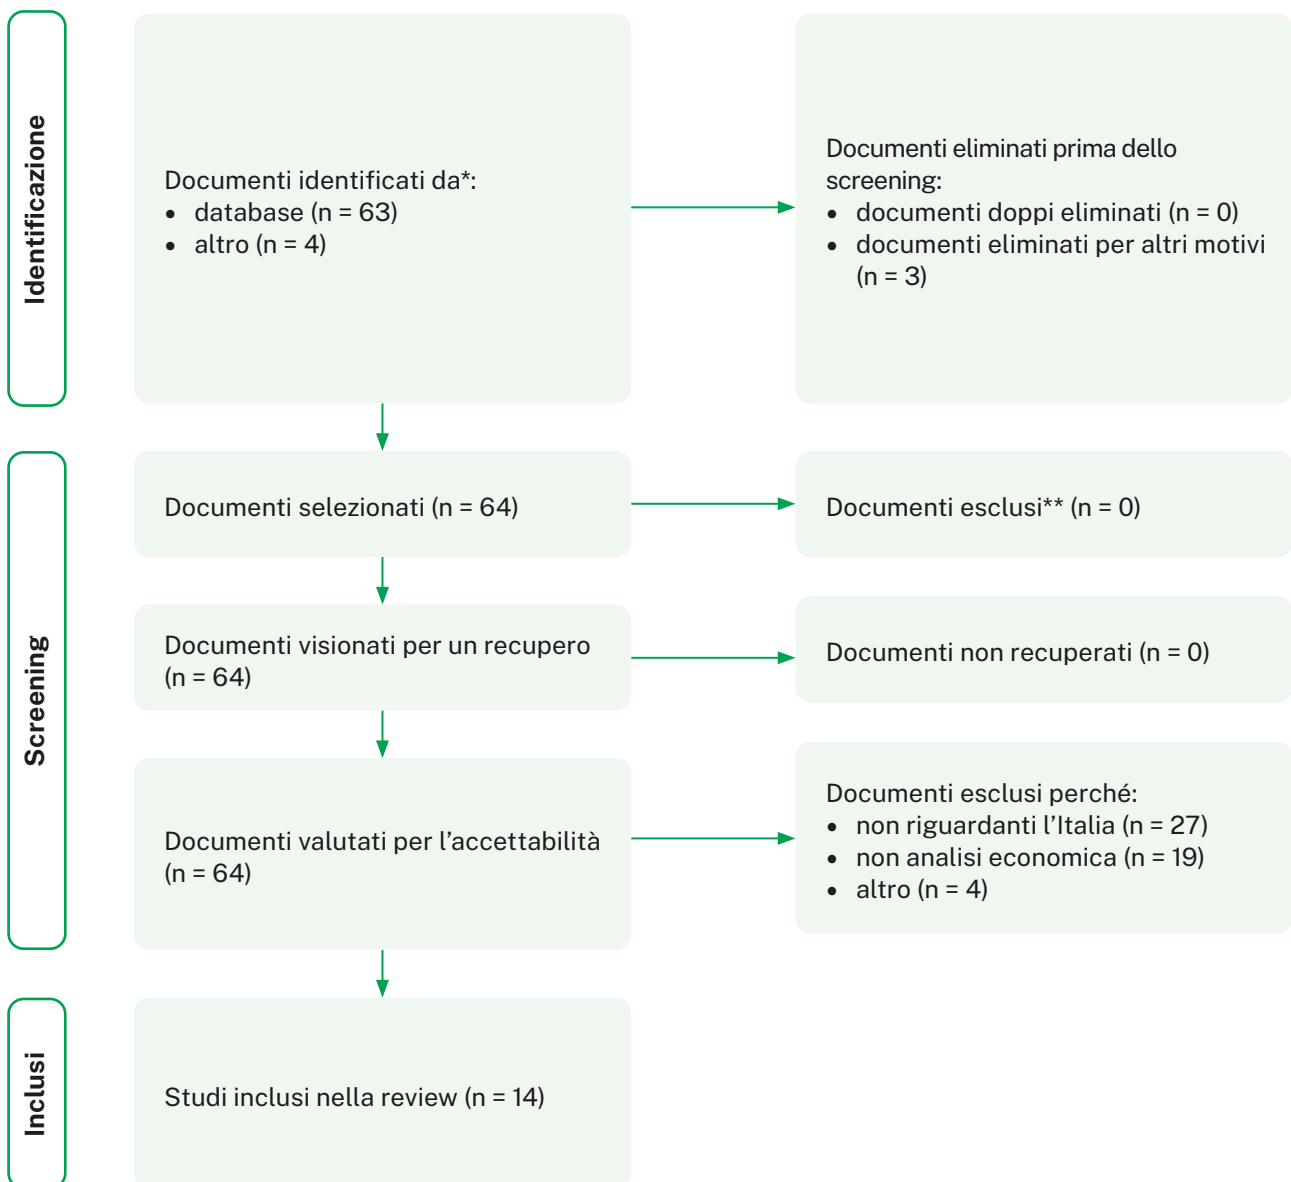 Identificazione
Documenti identificati da*:
• database (n = 63)
• altro (n = 4)
Documenti eliminati prima dello
screening:
• documenti doppi eliminati (n = 0)
• documenti eliminati per altri motivi
(n = 3)
Screening
Documenti selezionati (n = 64)
Documenti esclusi** (n = 0)
Documenti visionati per un recupero
(n = 64)
Documenti non recuperati (n = 0)
Documenti valutati per l’accettabilità
(n = 64)
Documenti esclusi perché:
• non riguardanti l’Italia (n = 27)
• non analisi economica (n = 19)
• altro (n = 4)
Inclusi
Studi inclusi nella review (n = 14)